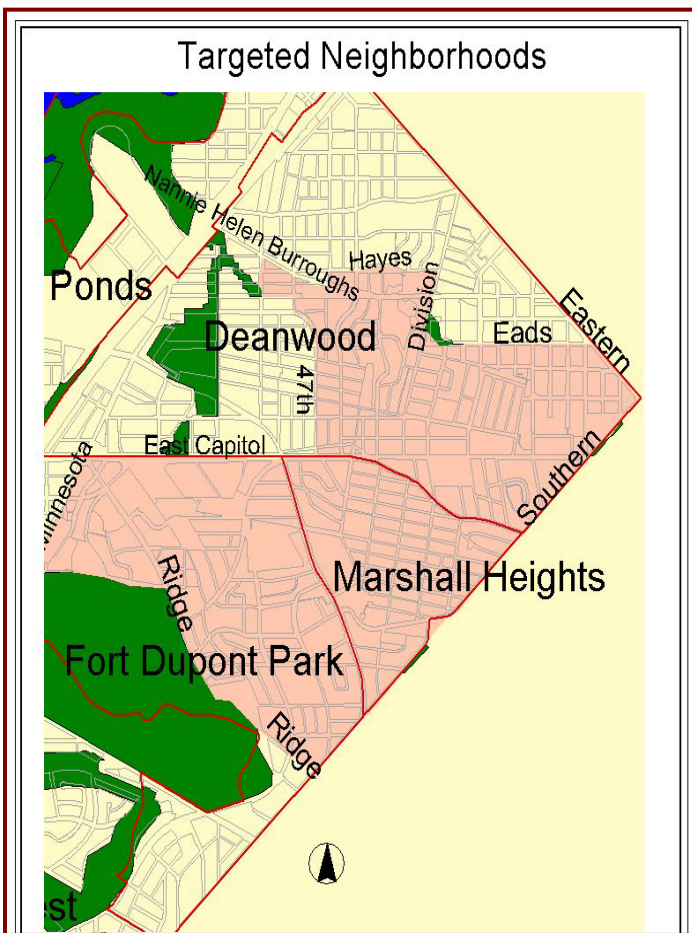 Targeted Neighborhoods
Nannie Helen Burroughs
Hayes
Ponds
Division
Eastern
Deanwood
Eads
47th
East Capitol
Minnesota
Southern
Ridge
Marshall Heights
Fort Dupont Park
Ridge
est